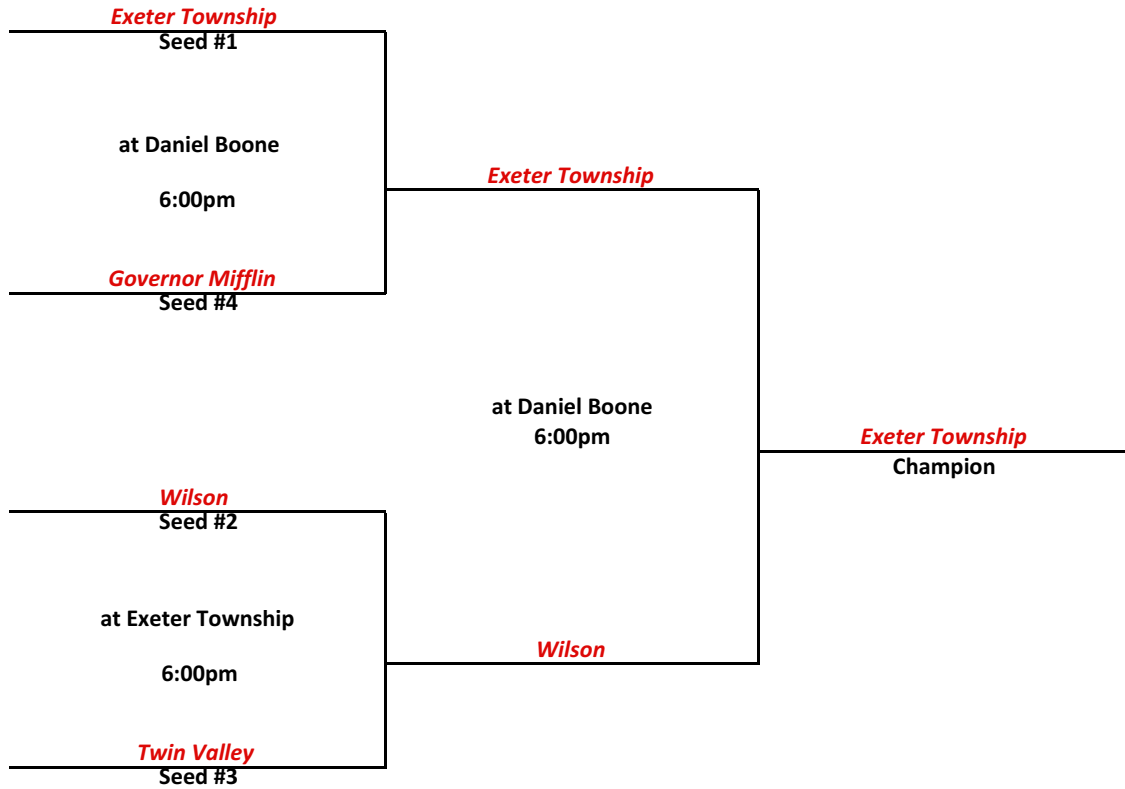 Exeter Township
Seed #1
at Daniel Boone
6:00pm
Governor Mifflin
Seed #4
Exeter Township
at Daniel Boone
6:00pm
Exeter Township
Champion
Wilson
Seed #2
at Exeter Township
6:00pm
Wilson
Twin Valley
Seed #3